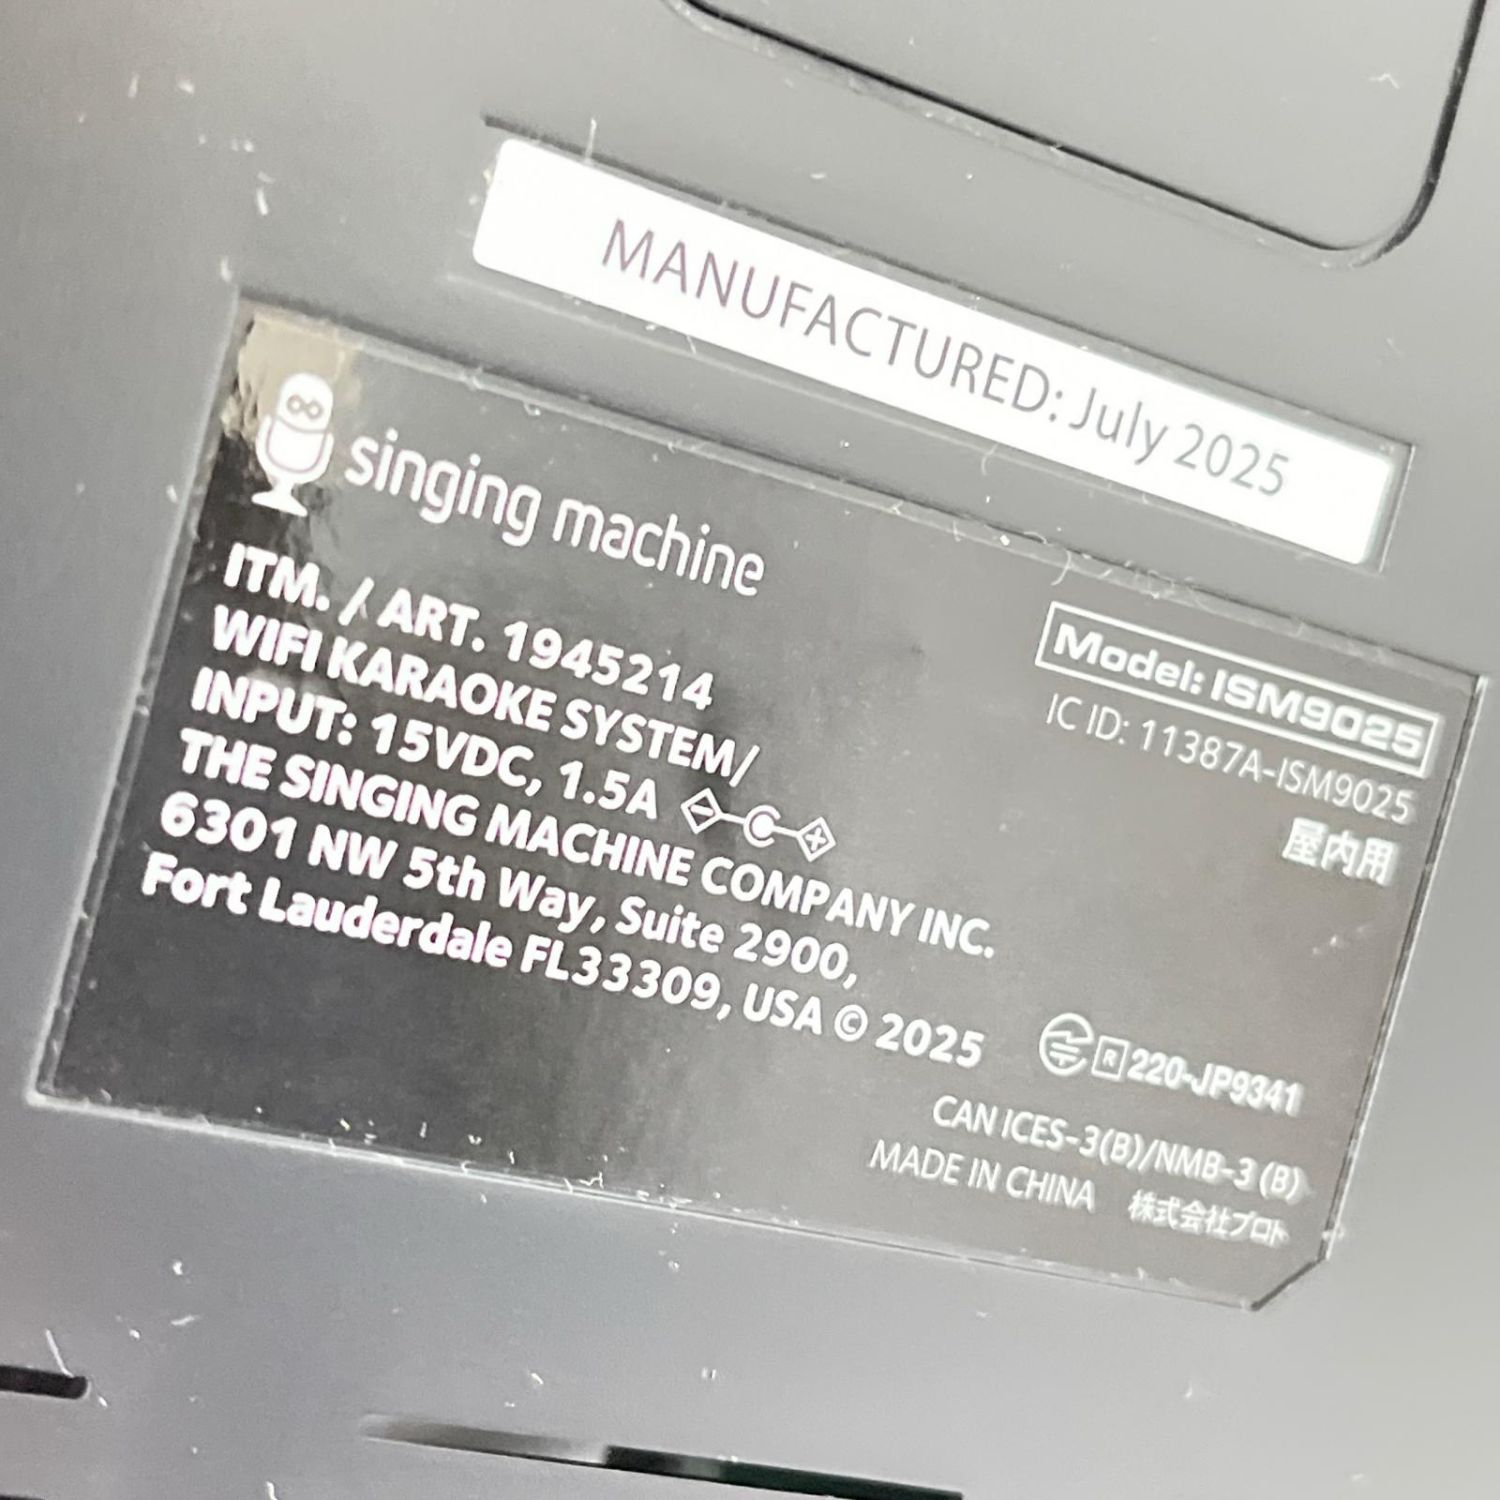 MANUFACTURED: July 2025
singing machine
ITM. / ART. 1945214
WIFI KARAOKE SYSTEM/
INPUT: 15VDC, 1.5A
THE SINGING MACHINE COMPANY INC.
6301 NW 5th Way, Suite 2900,
Fort Lauderdale FL33309, USA © 2025
Model: ISM9025
IC ID: 11387A-ISM9025
屋内用
R 220-JP9341
CAN ICES-3(B)/NMB-3 (B)
MADE IN CHINA 株式会社プロト